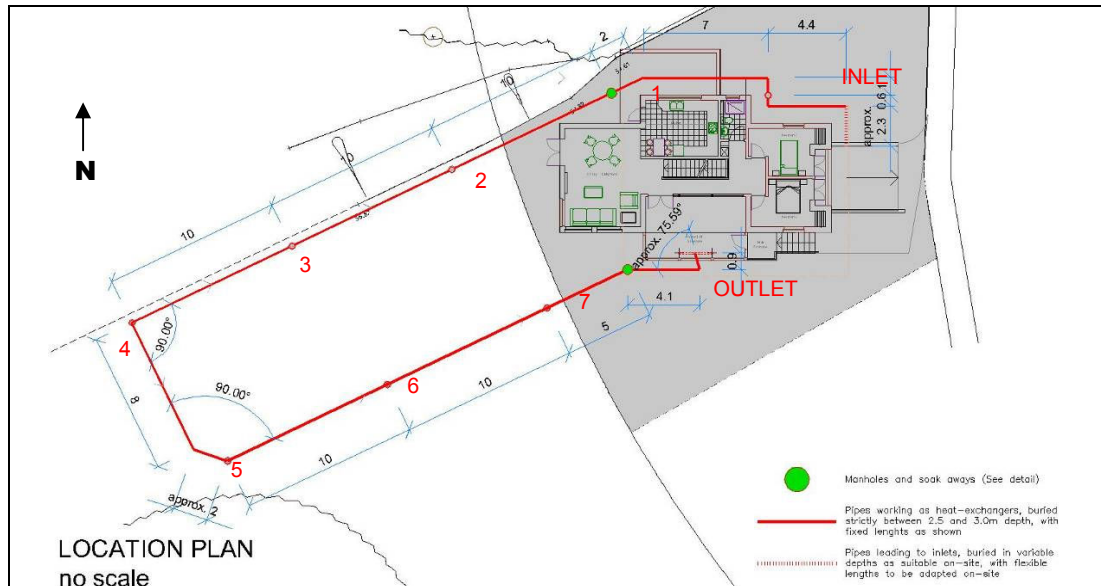 2
7
4.4
10
INLET
1
0.6
1
approx.
2.3
N
10
2
10
3
approx. 75.59°
0.9
OUTLET
4.1
7
5
4
90.00°
8
90.00°
6
10
5
10
approx. 2
LOCATION PLAN
no scale
Manholes and soak aways (See detail)
Pipes working as heat-exchangers, buried
strictly between 2.5 and 3.0m depth, with
fixed lenghts as shown
Pipes leading to inlets, buried in variable
depths as suitable on-site, with flexible
lengths to be adapted on-site